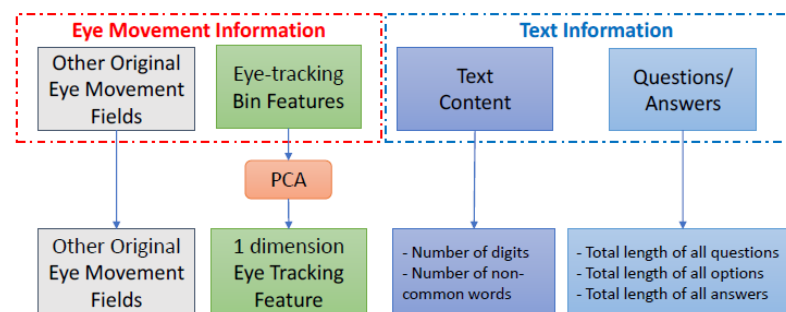 Eye Movement Information
Text Information
Other Original
Eye Movement
Fields
Eye-tracking
Bin Features
Text
Content
Questions/
Answers
PCA
Other Original
Eye Movement
Fields
1 dimension
Eye Tracking
Feature
- Number of digits
- Number of non-
common words
- Total length of all questions
- Total length of all options
- Total length of all answers